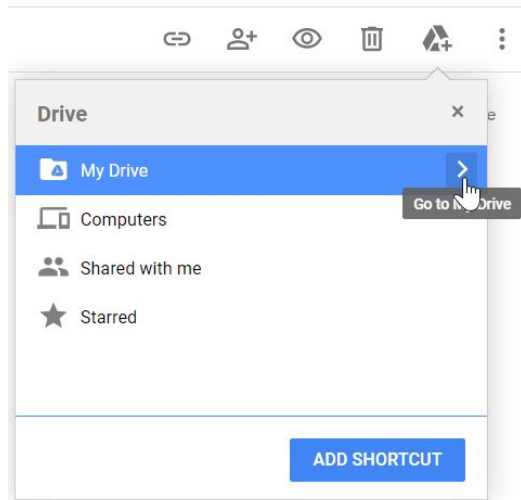 Drive
e
My Drive
Go to Drive
Computers
Shared with me
Starred
ADD SHORTCUT